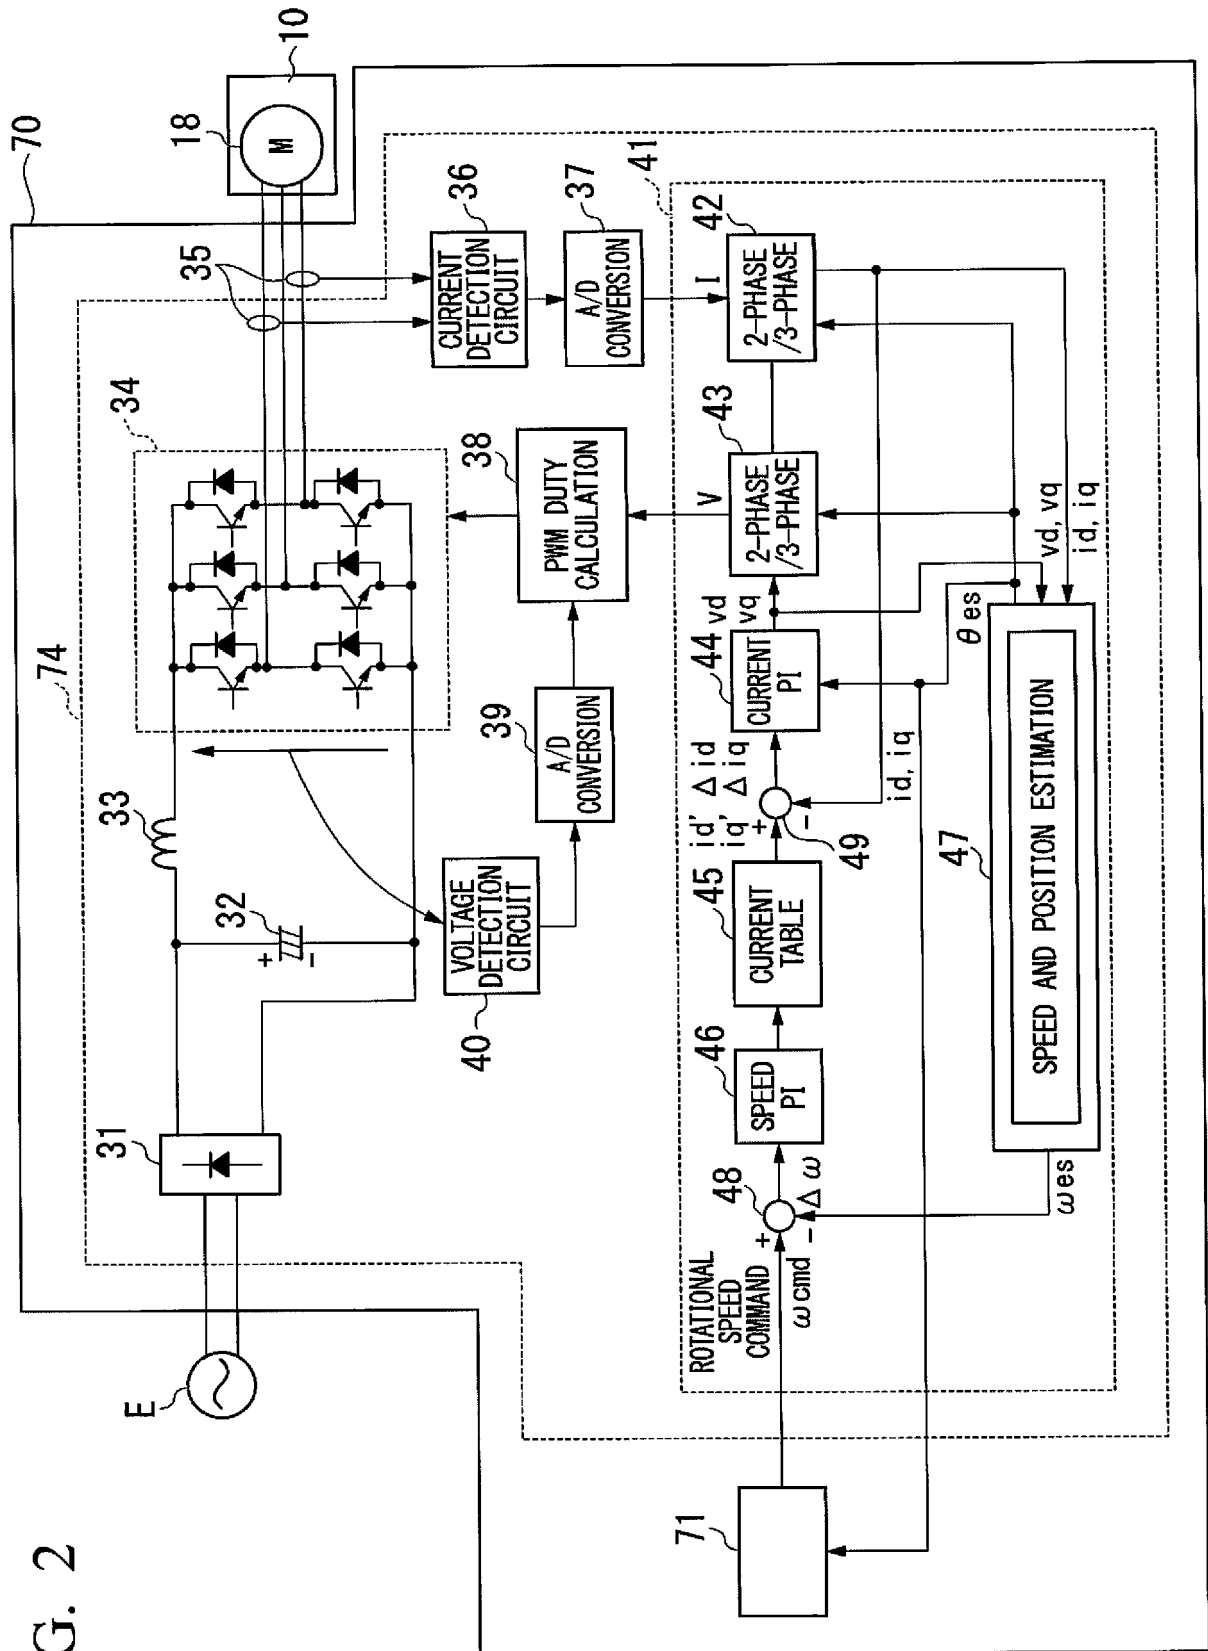 G. 2
70
10
18
M
74
E
31
33
32
+
-
34
35
VOLTAGE
DETECTION
CIRCUIT
40
A/D
CONVERSION
39
PWM DUTY
CALCULATION
38
CURRENT
DETECTION
CIRCUIT
36
A/D
CONVERSION
37
41
ROTATIONAL
SPEED
COMMAND
ωcmd
+
-
48
Δω
SPEED
PI
46
CURRENT
TABLE
45
id' Δid
iq', Δiq
+
-
49
CURRENT
PI
44
vd
vq
2-PHASE
/3-PHASE
43
V
2-PHASE
/3-PHASE
42
I
id, iq
71
ωes
47
SPEED AND POSITION ESTIMATION
θes
vd, vq
id, iq